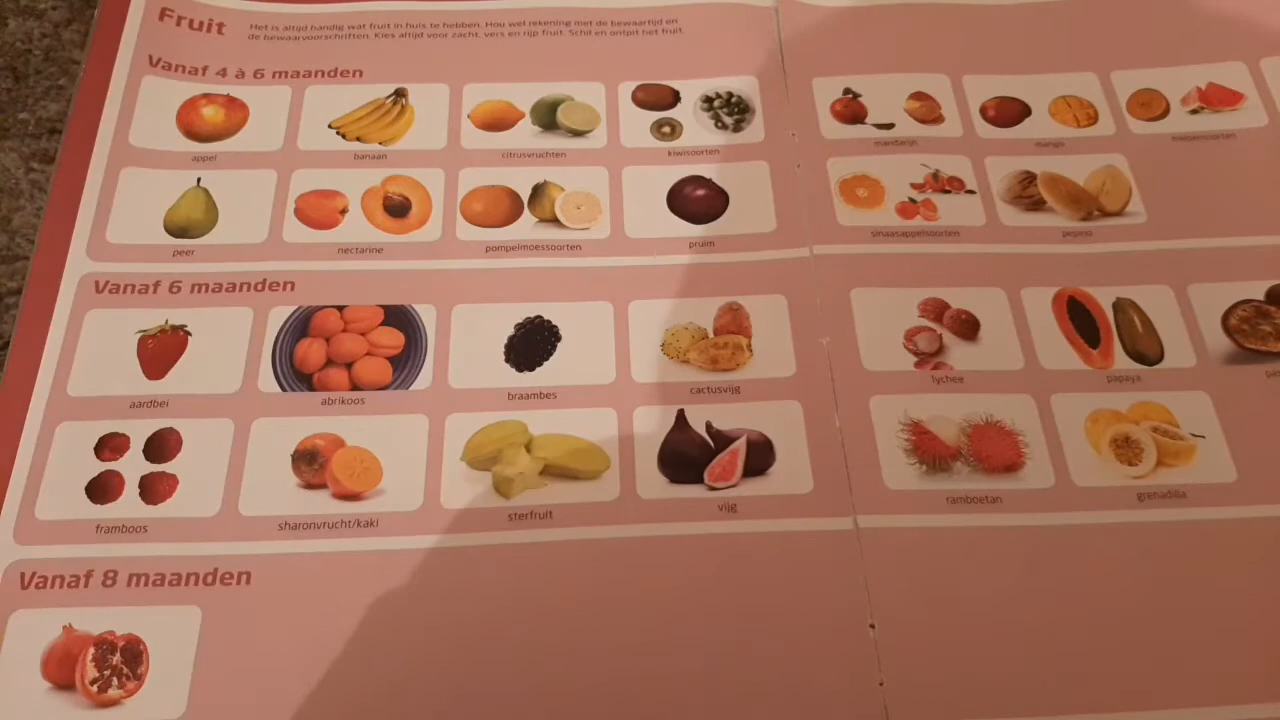 Fruit
Het is altijd handig wat fruit in huis te hebben. Hou wel rekening met de bewaartijd en
de bewaarvoorschriften. Kies altijd voor zacht, vers en rijp fruit. Schil en ontpit het fruit.
Vanaf 4 à 6 maanden
appel
banaan
citrusvruchten
kiwisoorten
mandarijn
mango
meloensoorten
peer
nectarine
pompelmoessoorten
pruim
sinaasappelsoorten
pepino
Vanaf 6 maanden
aardbei
abrikoos
braambes
cactusvijg
lychee
papaya
framboos
sharonvrucht/kaki
sterfruit
vijg
ramboetan
grenadilla
Vanaf 8 maanden